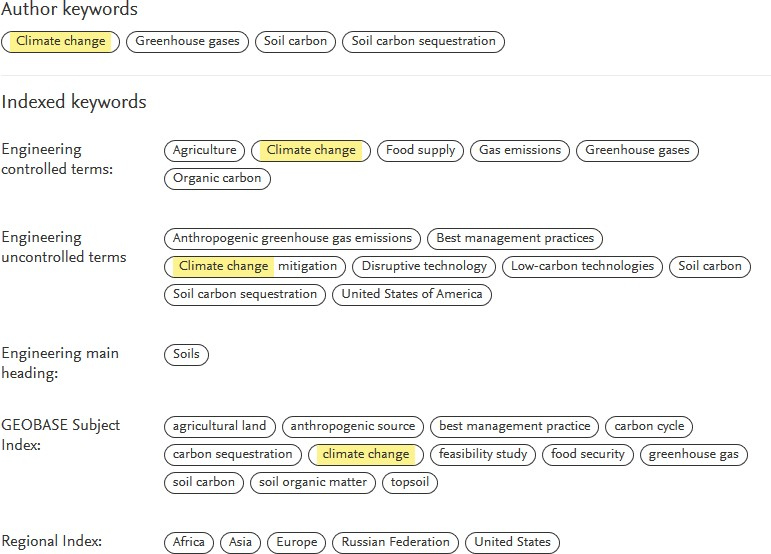 Author keywords
Climate change Greenhouse gases Soil carbon Soil carbon sequestration
Indexed keywords
Engineering controlled terms:
Agriculture Climate change Food supply Gas emissions Greenhouse gases
Organic carbon
Engineering uncontrolled terms
Anthropogenic greenhouse gas emissions Best management practices
Climate change mitigation Disruptive technology Low-carbon technologies Soil carbon
Soil carbon sequestration United States of America
Engineering main heading:
Soils
GEOBASE Subject Index:
agricultural land anthropogenic source best management practice carbon cycle
carbon sequestration climate change feasibility study food security greenhouse gas
soil carbon soil organic matter topsoil
Regional Index:
Africa Asia Europe Russian Federation United States